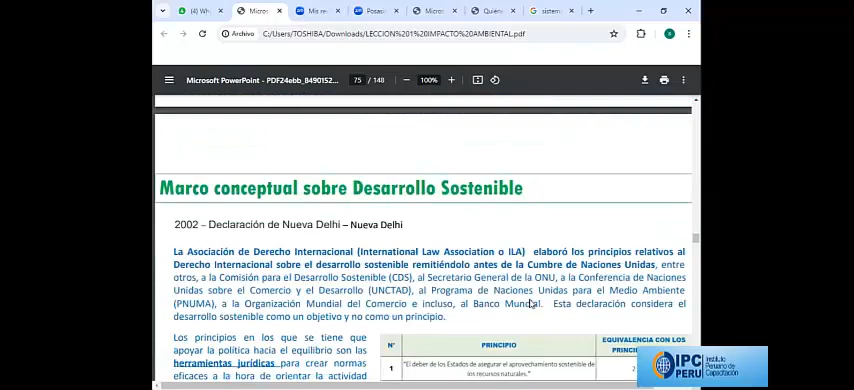 (4) Wh
Micros
Mis re
Posasi
Micros
Quién
sistem
Archivo C:/Users/TOSHIBA/Downloads/LECCION%201%20IMPACTO%20AMBIENTAL.pdf
Microsoft PowerPoint - PDF24ebb_8490152... 75 / 148 100%
Marco conceptual sobre Desarrollo Sostenible
2002 – Declaración de Nueva Delhi – Nueva Delhi
La Asociación de Derecho Internacional (International Law Association o ILA) elaboró los principios relativos al
Derecho Internacional sobre el desarrollo sostenible remitiéndolo antes de la Cumbre de Naciones Unidas, entre
otros, a la Comisión para el Desarrollo Sostenible (CDS), al Secretario General de la ONU, a la Conferencia de Naciones
Unidas sobre el Comercio y el Desarrollo (UNCTAD), al Programa de Naciones Unidas para el Medio Ambiente
(PNUMA), a la Organización Mundial del Comercio e incluso, al Banco Mundial. Esta declaración considera el
desarrollo sostenible como un objetivo y no como un principio.
Los principios en los que se tiene que
apoyar la política hacia el equilibrio son las
herramientas jurídicas para crear normas
eficaces a la hora de orientar la actividad
N° PRINCIPIO EQUIVALENCIA CON LOS
PRINCIP
1 "El deber de los Estados de asegurar el aprovechamiento sostenible de
los recursos naturales." 2
IPC PERU
Instituto
Peruano de
Capacitación